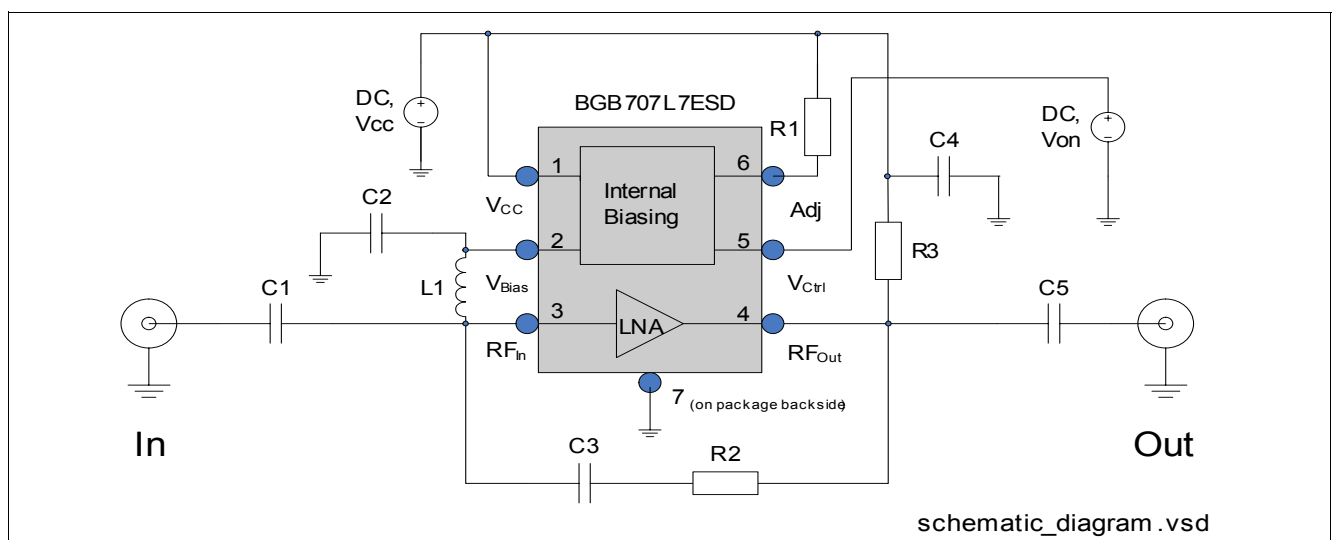 BGB707L7ESD
DC,
Vcc
R1
DC,
Von
C4
1
6
Internal
Biasing
VCC
Adj
C2
2
5
R3
L1
VBias
VCtrl
C1
C5
3
LNA
4
RFIn
RFOut
7 (on package backside)
In
Out
C3
R2
schematic_diagram.vsd